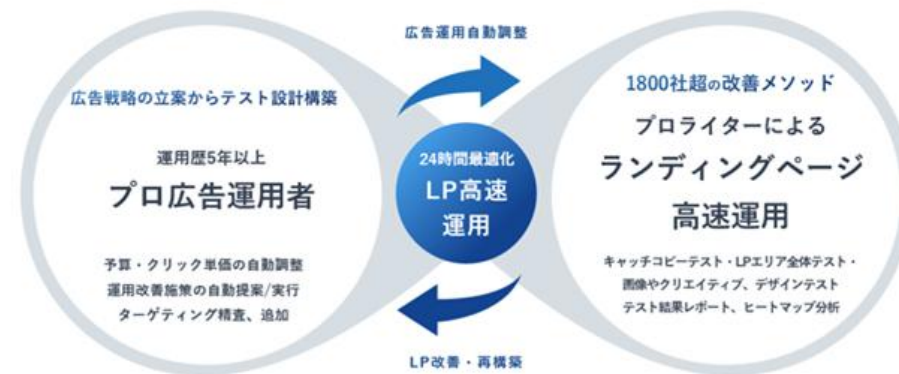 広告運用自動調整
広告戦略の立案からテスト設計構築
運用歴5年以上
プロ広告運用者
予算・クリック単価の自動調整
運用改善施策の自動提案/実行
ターゲティング精査、追加
24時間最適化
LP高速
運用
1800社超の改善メソッド
プロライターによる
ランディングページ
高速運用
キャッチコピーテスト・LPエリア全体テスト・
画像やクリエイティブ、デザインテスト
テスト結果レポート、ヒートマップ分析
LP改善・再構築